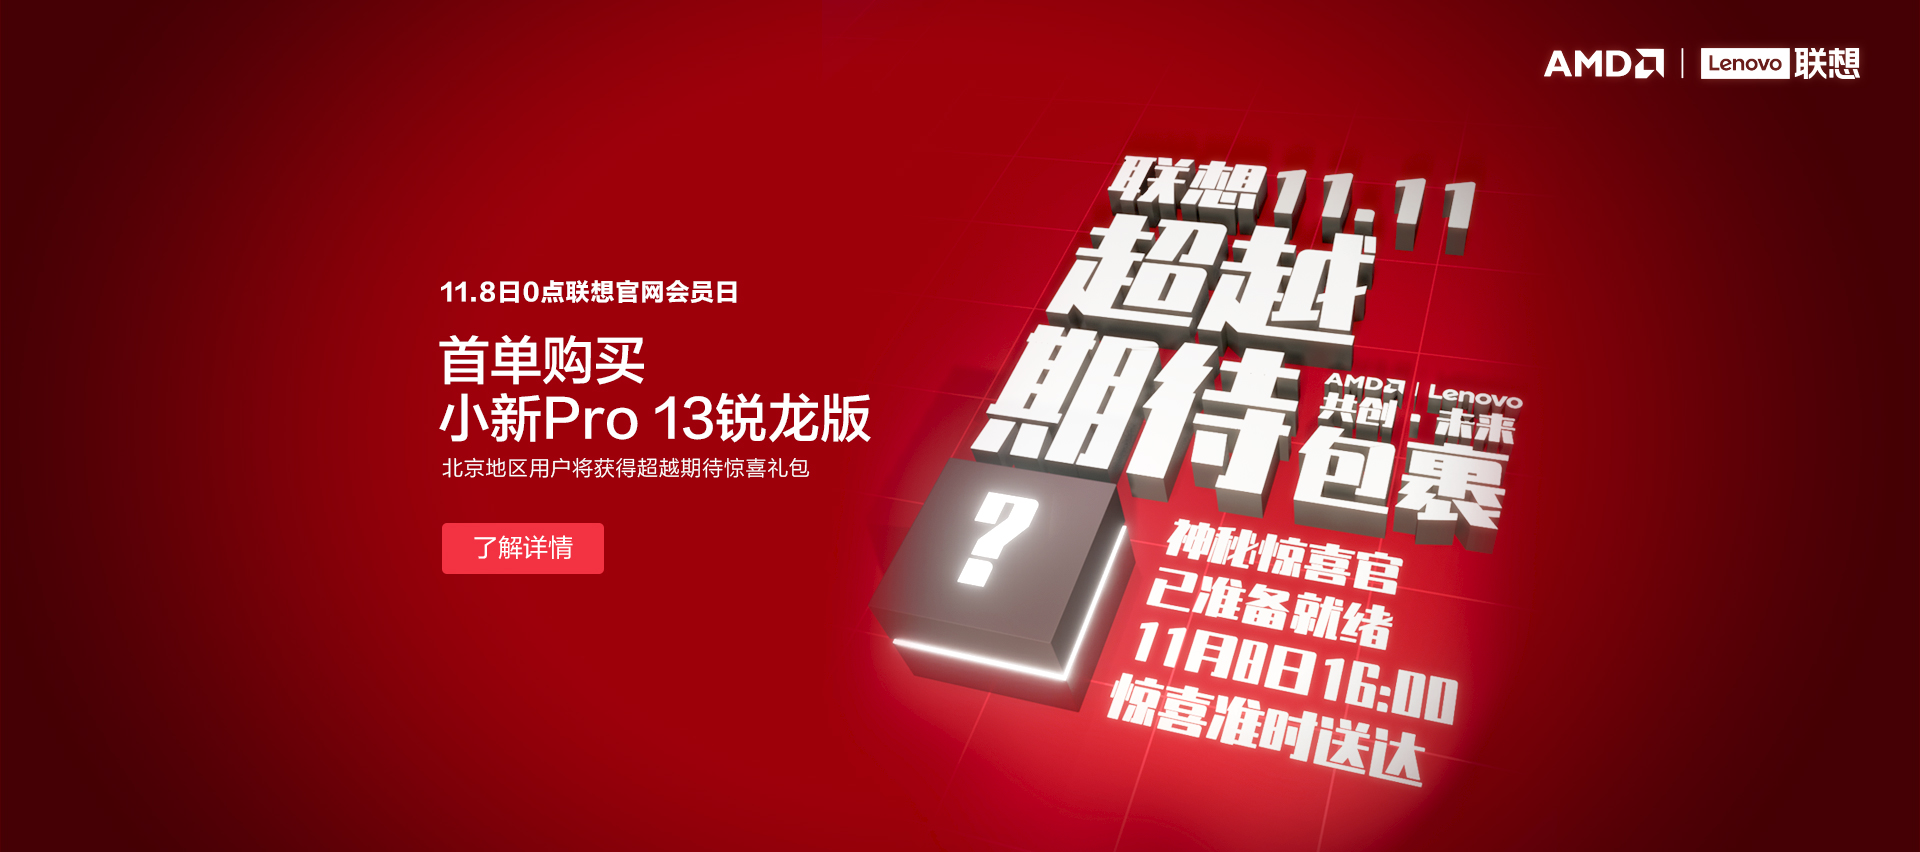 AMD | Lenovo 联想
11.8日0点联想官网会员日
首单购买
小新Pro 13锐龙版
北京地区用户将获得超越期待惊喜礼包
了解详情
联想11.11
超越
期待
AMD | Lenovo
共创·未来
包裹
?
神秘惊喜官
已准备就绪
11月8日16:00
惊喜准时送达